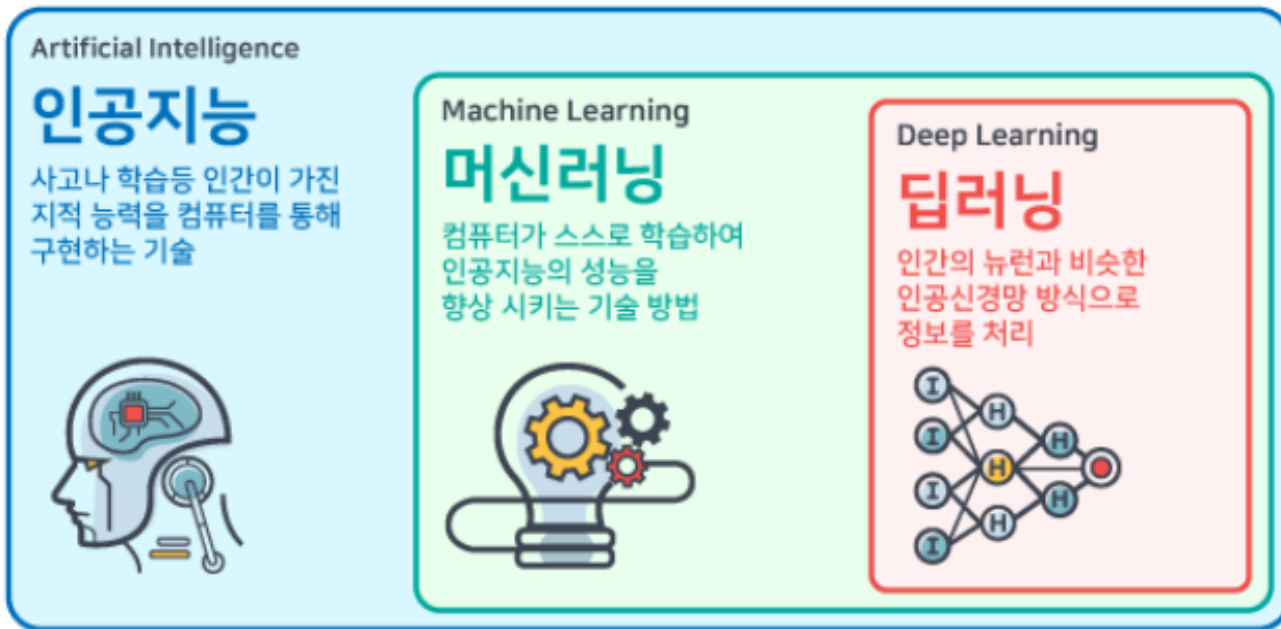 Artificial Intelligence
인공지능
사고나 학습등 인간이 가진
지적 능력을 컴퓨터를 통해
구현하는 기술
Machine Learning
머신러닝
컴퓨터가 스스로 학습하여
인공지능의 성능을
향상 시키는 기술 방법
Deep Learning
딥러닝
인간의 뉴런과 비슷한
인공신경망 방식으로
정보를 처리
I
H
I
H
H
I
H
H
I